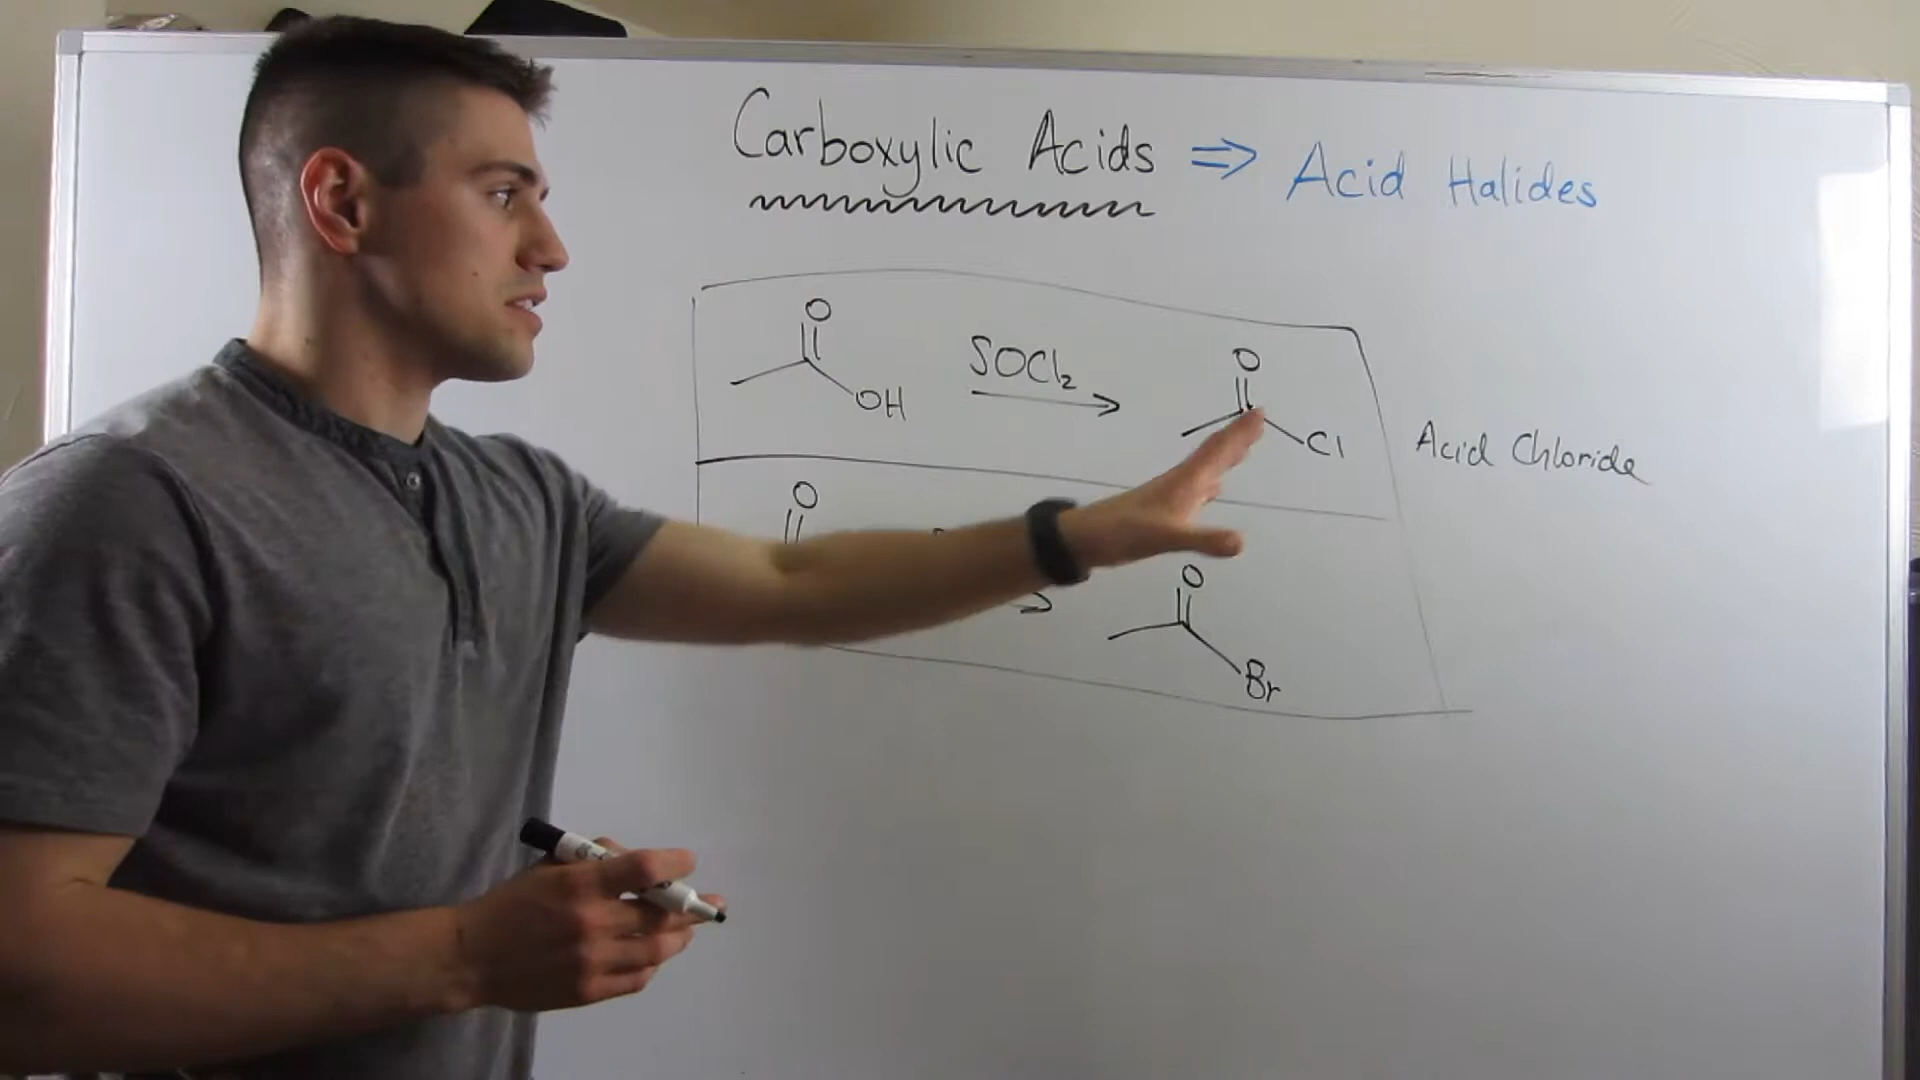 Carboxylic Acids ⇒ Acid Halides
O
OH
SOCl₂
O
Cl
Acid Chloride
O
O
Br